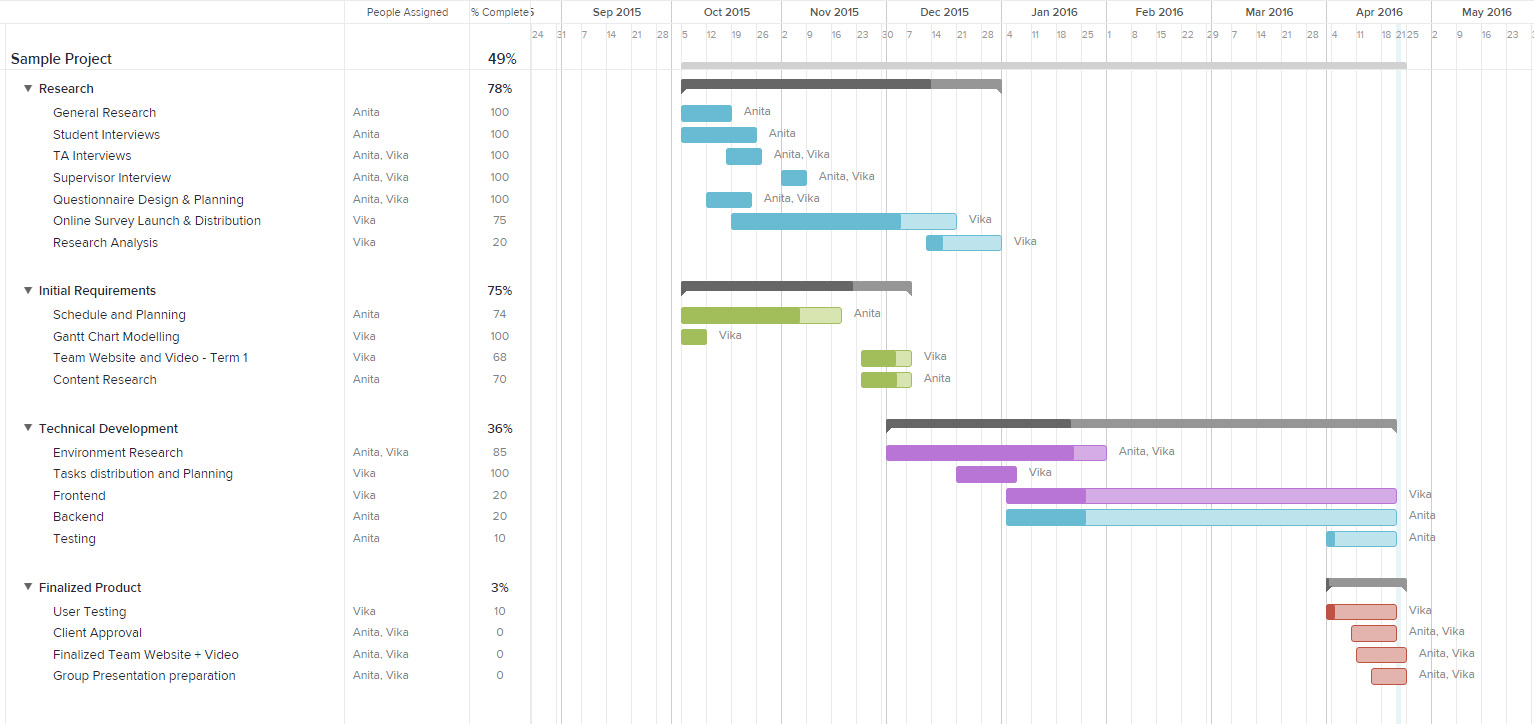 People Assigned % Complete 5 Sep 2015 Oct 2015 Nov 2015 Dec 2015 Jan 2016 Feb 2016 Mar 2016 Apr 2016 May 2016
24 31 7 14 21 28 5 12 19 26 2 9 16 23 30 7 14 21 28 4 11 18 25 1 8 15 22 29 7 14 21 28 4 11 18 21 25 2 9 16 23
Sample Project 49%
Research 78%
General Research Anita 100 Anita
Student Interviews Anita 100 Anita
TA Interviews Anita, Vika 100 Anita, Vika
Supervisor Interview Anita, Vika 100 Anita, Vika
Questionnaire Design & Planning Anita, Vika 100 Anita, Vika
Online Survey Launch & Distribution Vika 75 Vika
Research Analysis Vika 20 Vika
Initial Requirements 75%
Schedule and Planning Anita 74 Anita
Gantt Chart Modelling Vika 100 Vika
Team Website and Video - Term 1 Vika 68 Vika
Content Research Anita 70 Anita
Technical Development 36%
Environment Research Anita, Vika 85 Anita, Vika
Tasks distribution and Planning Vika 100 Vika
Frontend Vika 20 Vika
Backend Anita 20 Anita
Testing Anita 10 Anita
Finalized Product 3%
User Testing Vika 10 Vika
Client Approval Anita, Vika 0 Anita, Vika
Finalized Team Website + Video Anita, Vika 0 Anita, Vika
Group Presentation preparation Anita, Vika 0 Anita, Vika